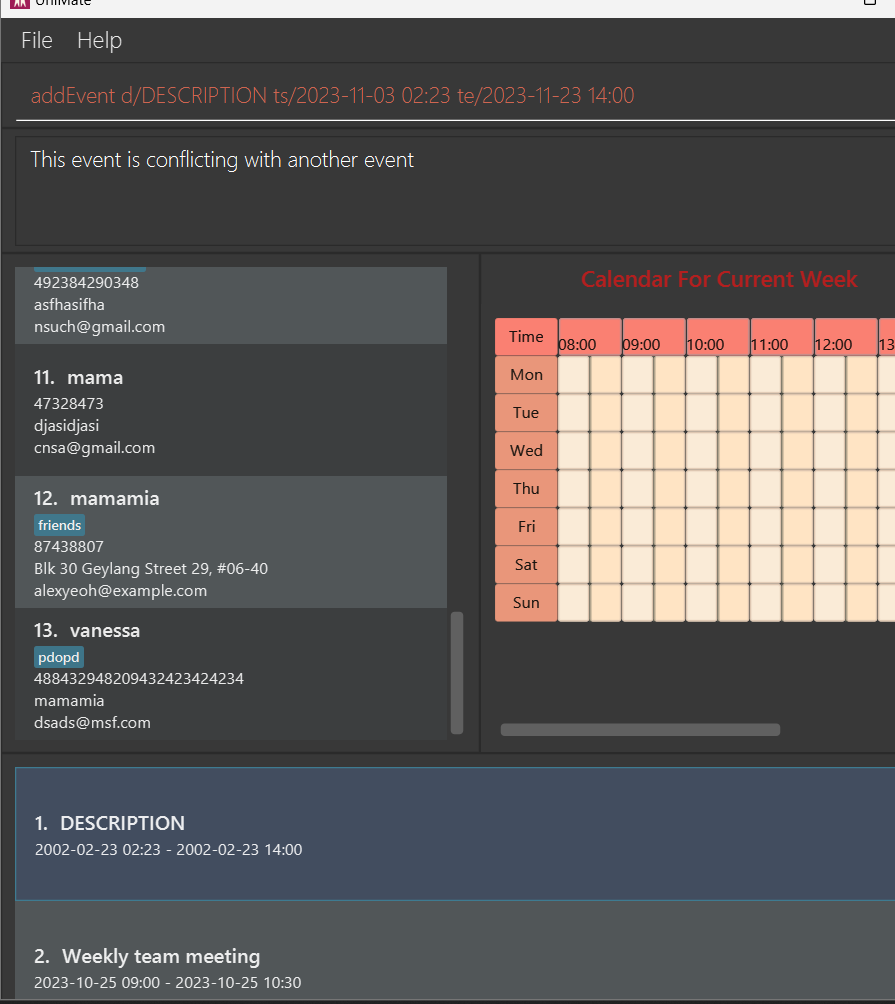 UniMate
File Help
addEvent d/DESCRIPTION ts/2023-11-03 02:23 te/2023-11-23 14:00
This event is conflicting with another event
492384290348
asfhasifha
nsuch@gmail.com
11. mama
47328473
djasidjasi
cnsa@gmail.com
12. mamamia
friends
87438807
Blk 30 Geylang Street 29, #06-40
alexyeoh@example.com
13. vanessa
pdopd
488432948209432423424234
mamamia
dsads@msf.com
Calendar For Current Week
Time 08:00 09:00 10:00 11:00 12:00 13
Mon
Tue
Wed
Thu
Fri
Sat
Sun
1. DESCRIPTION
2002-02-23 02:23 - 2002-02-23 14:00
2. Weekly team meeting
2023-10-25 09:00 - 2023-10-25 10:30